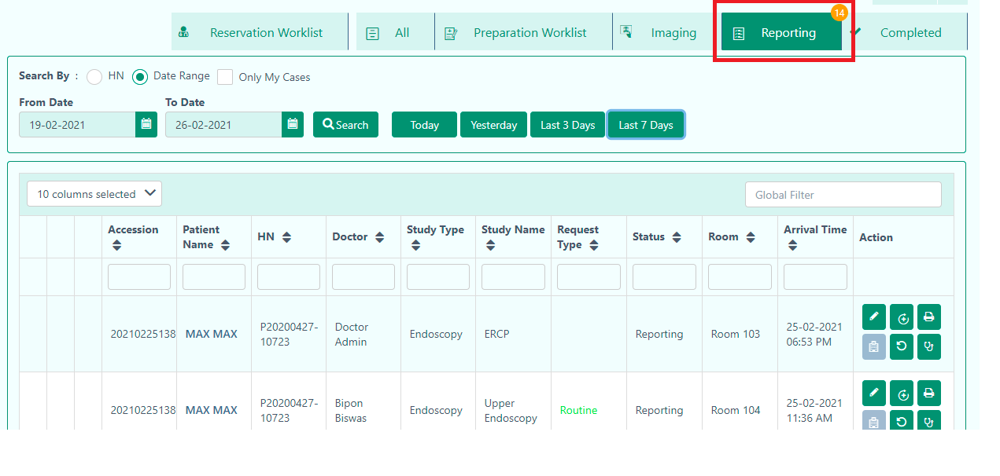 14
Reservation Worklist All Preparation Worklist Imaging Reporting Completed
Search By : HN Date Range Only My Cases
From Date To Date
19-02-2021 26-02-2021 Search Today Yesterday Last 3 Days Last 7 Days
10 columns selected Global Filter
Accession Patient Name HN Doctor Study Type Study Name Request Type Status Room Arrival Time Action
20210225138 MAX MAX P20200427-10723 Doctor Admin Endoscopy ERCP Reporting Room 103 25-02-2021 06:53 PM
20210225138 MAX MAX P20200427-10723 Bipon Biswas Endoscopy Upper Endoscopy Routine Reporting Room 104 25-02-2021 11:36 AM